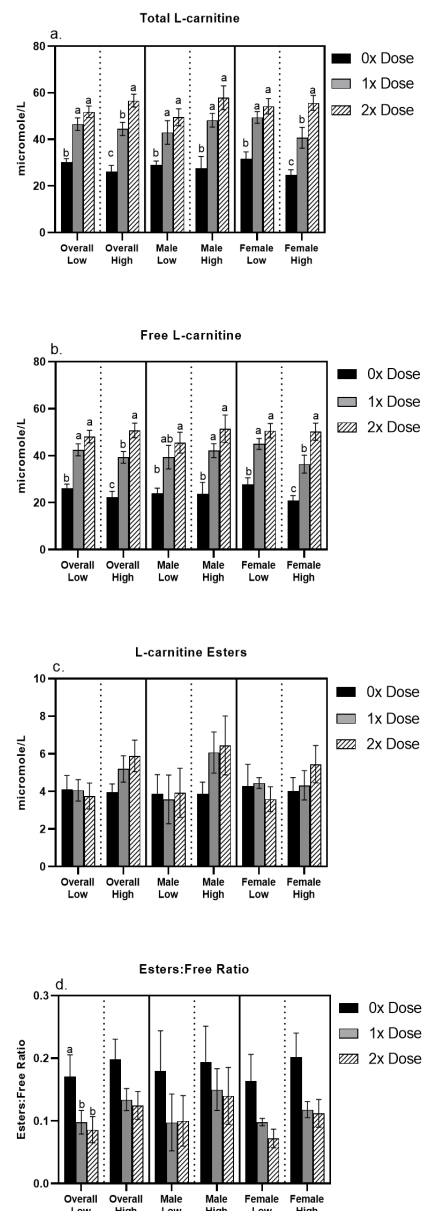 Total L-carnitine
a.
0x Dose
1x Dose
2x Dose
micromole/L
80
60
40
20
0
b a a c b a b a a b a a b a a c b a
Overall Low
Overall High
Male Low
Male High
Female Low
Female High
Free L-carnitine
b.
0x Dose
1x Dose
2x Dose
micromole/L
80
60
40
20
0
b a a c b a b ab a b a a b a a c b a
Overall Low
Overall High
Male Low
Male High
Female Low
Female High
L-carnitine Esters
c.
0x Dose
1x Dose
2x Dose
micromole/L
10
8
6
4
2
0
Overall Low
Overall High
Male Low
Male High
Female Low
Female High
Esters:Free Ratio
d.
0x Dose
1x Dose
2x Dose
Esters:Free Ratio
0.3
0.2
0.1
0.0
a b b
Overall Low
Overall High
Male Low
Male High
Female Low
Female High